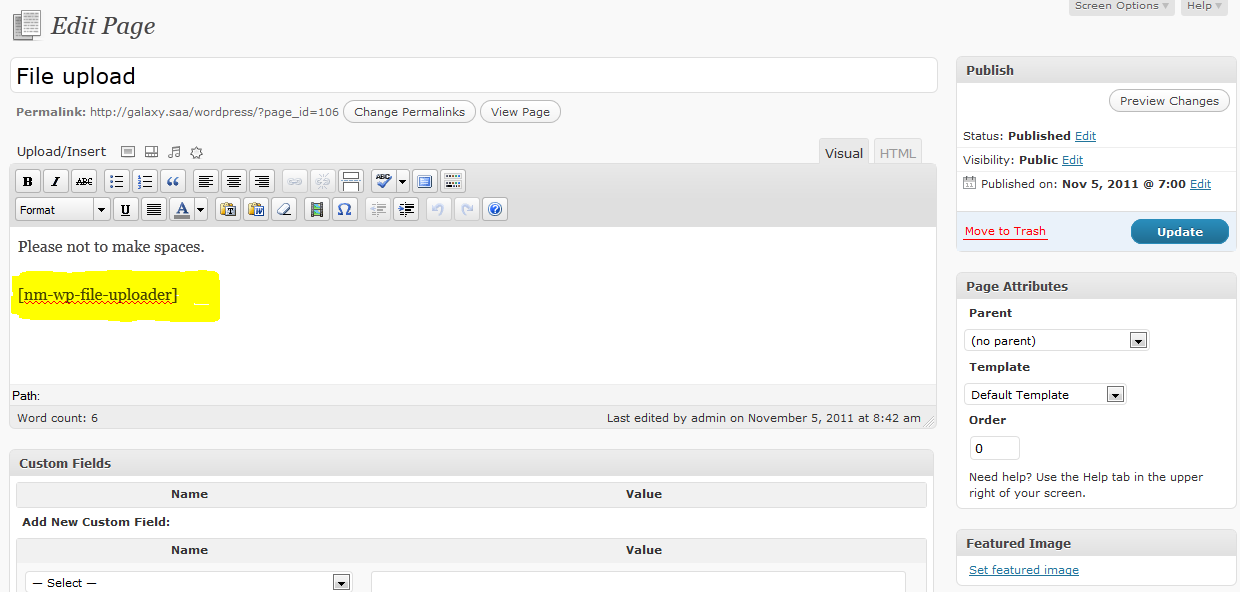 Screen Options Help
Edit Page
File upload
Permalink: http://galaxy.saa/wordpress/?page_id=106 Change Permalinks View Page
Upload/Insert Visual HTML
B I ABC ABC
Format U A T W Ω ?
Please not to make spaces.
[nm-wp-file-uploader]
Path:
Word count: 6 Last edited by admin on November 5, 2011 at 8:42 am
Custom Fields
Name Value
Add New Custom Field:
Name Value
— Select —
Publish
Preview Changes
Status: Published Edit
Visibility: Public Edit
11 Published on: Nov 5, 2011 @ 7:00 Edit
Move to Trash Update
Page Attributes
Parent
(no parent)
Template
Default Template
Order
0
Need help? Use the Help tab in the upper
right of your screen.
Featured Image
Set featured image